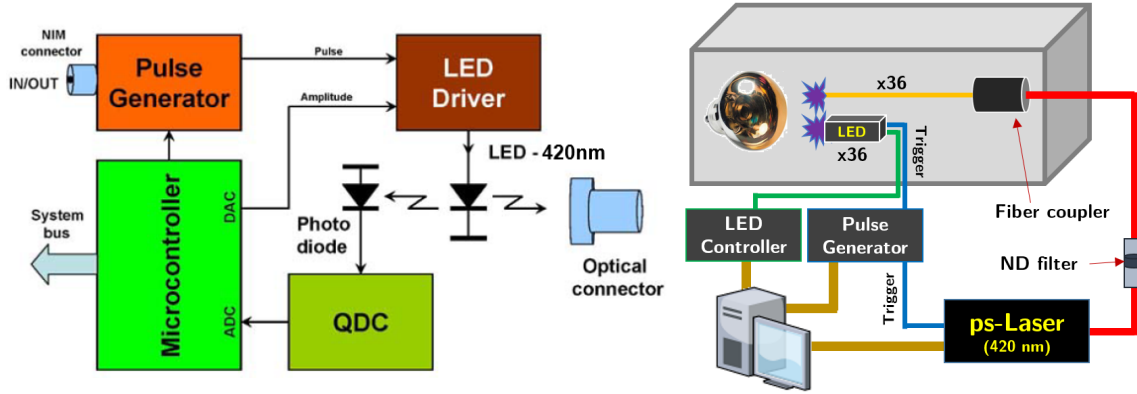 NIM
connector
IN/OUT
Pulse
Generator
Pulse
Amplitude
LED
Driver
LED - 420nm
System
bus
Microcontroller
DAC
ADC
Photo
diode
QDC
Optical
connector
x36
LED
x36
Trigger
Fiber coupler
LED
Controller
Pulse
Generator
ND filter
Trigger
ps-Laser
(420 nm)